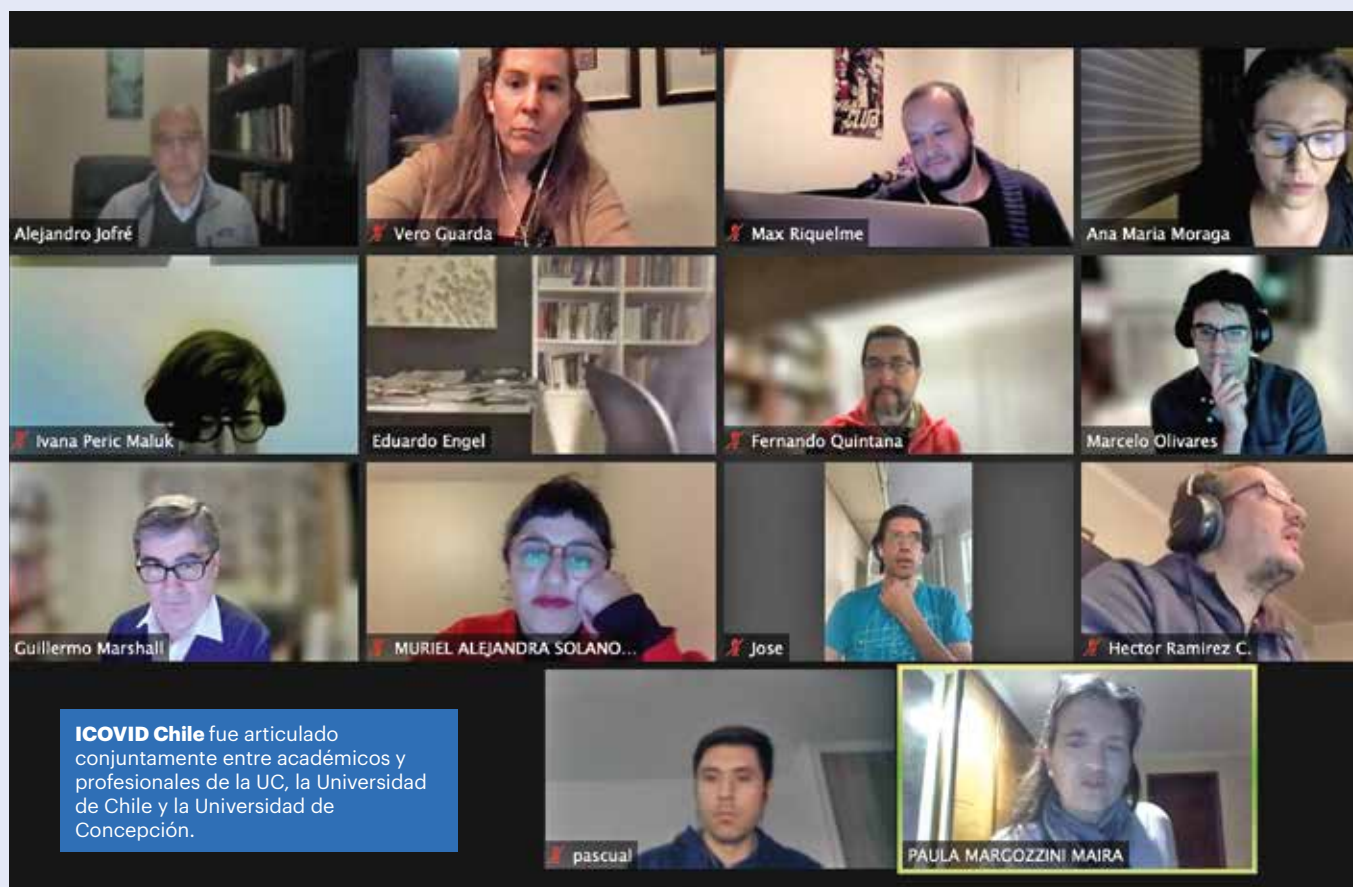 CLUB
Alejandro Jofré
Vero Guarda
Max Riquelme
Ana Maria Moraga
Ivana Peric Maluk
Eduardo Engel
Fernando Quintana
Marcelo Olivares
Guillermo Marshall
MURIEL ALEJANDRA SOLANO...
Jose
Hector Ramirez C.
ICOVID Chile fue articulado
conjuntamente entre académicos y
profesionales de la UC, la Universidad
de Chile y la Universidad de
Concepción.
pascual
PAULA MARGOZZINI MAIRA